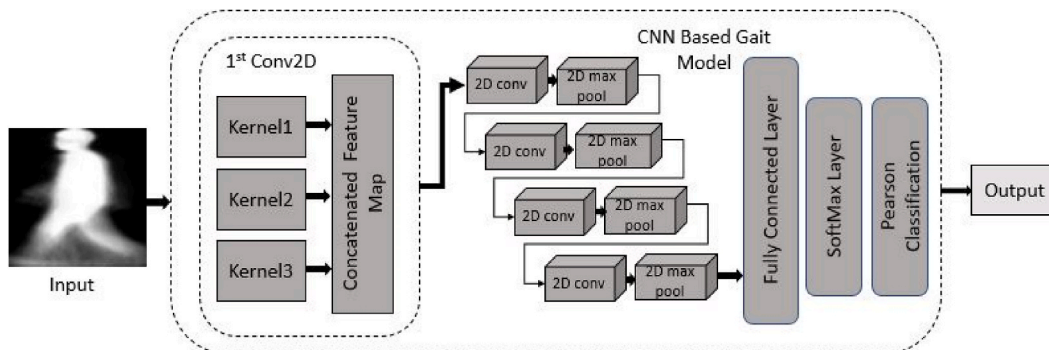 CNN Based Gait
Model
1st Conv2D
Kernel1
Kernel2
Kernel3
Concatenated Feature
Map
2D conv
2D max
pool
2D conv
2D max
pool
2D conv
2D max
pool
2D conv
2D max
pool
Fully Connected Layer
SoftMax Layer
Pearson
Classification
Output
Input